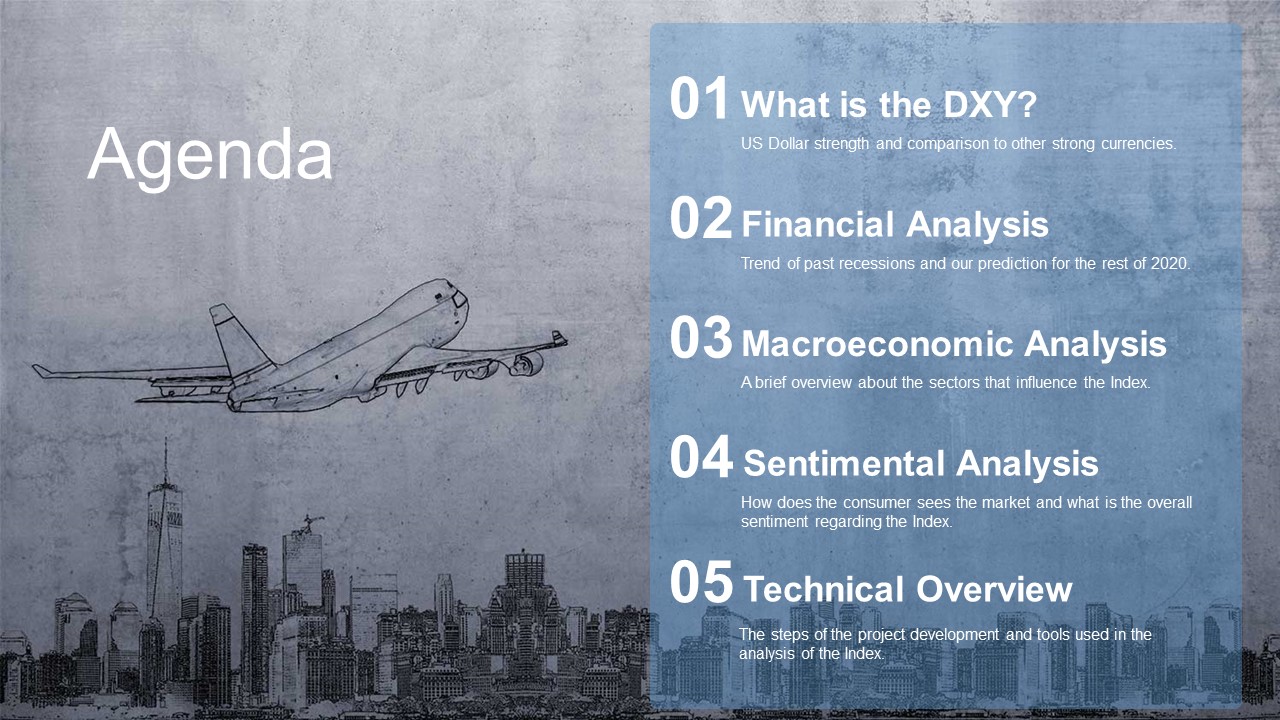 Agenda
01 What is the DXY?
US Dollar strength and comparison to other strong currencies.
02 Financial Analysis
Trend of past recessions and our prediction for the rest of 2020.
03 Macroeconomic Analysis
A brief overview about the sectors that influence the Index.
04 Sentimental Analysis
How does the consumer sees the market and what is the overall
sentiment regarding the Index.
05 Technical Overview
The steps of the project development and tools used in the
analysis of the Index.